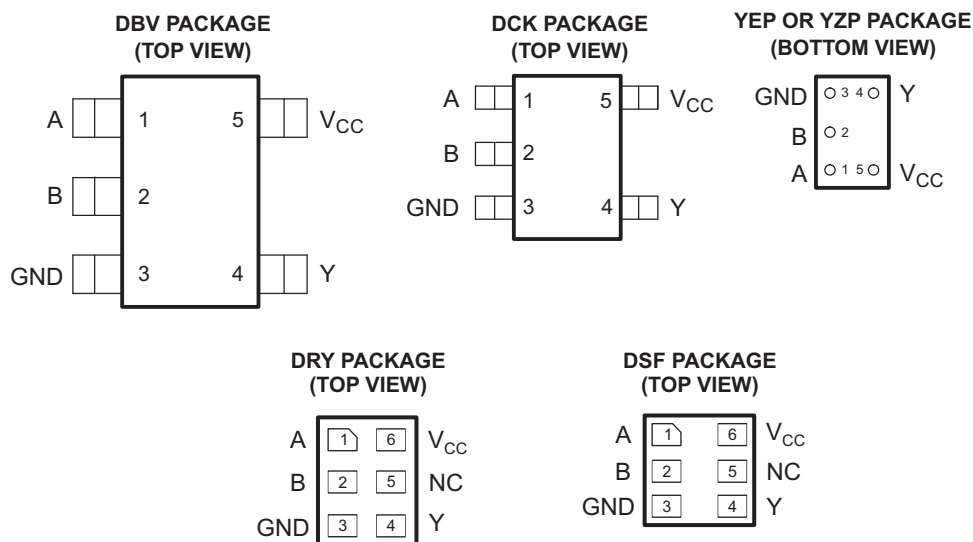 DBV PACKAGE
(TOP VIEW)
A 1 5 VCC
B 2
GND 3 4 Y
DCK PACKAGE
(TOP VIEW)
A 1 5 VCC
B 2
GND 3 4 Y
YEP OR YZP PACKAGE
(BOTTOM VIEW)
GND 3 4 Y
B 2
A 1 5 VCC
DRY PACKAGE
(TOP VIEW)
A 1 6 VCC
B 2 5 NC
GND 3 4 Y
DSF PACKAGE
(TOP VIEW)
A 1 6 VCC
B 2 5 NC
GND 3 4 Y